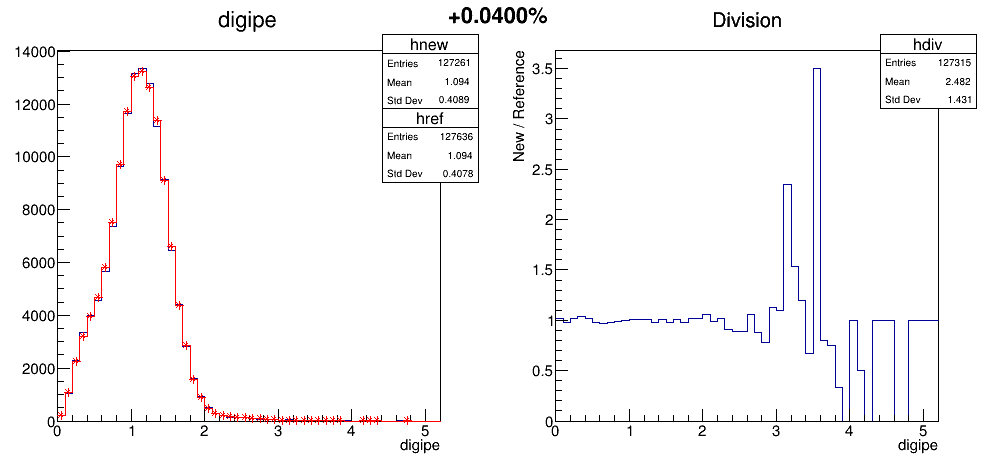 +0.0400%
digipe
hnew
Entries 127261
Mean 1.094
Std Dev 0.4089
href
Entries 127636
Mean 1.094
Std Dev 0.4078
14000
12000
10000
8000
6000
4000
2000
0
0 1 2 3 4 5
digipe
Division
hdiv
Entries 127315
Mean 2.482
Std Dev 1.431
New / Reference
3.5
3
2.5
2
1.5
1
0.5
0
0 1 2 3 4 5
digipe